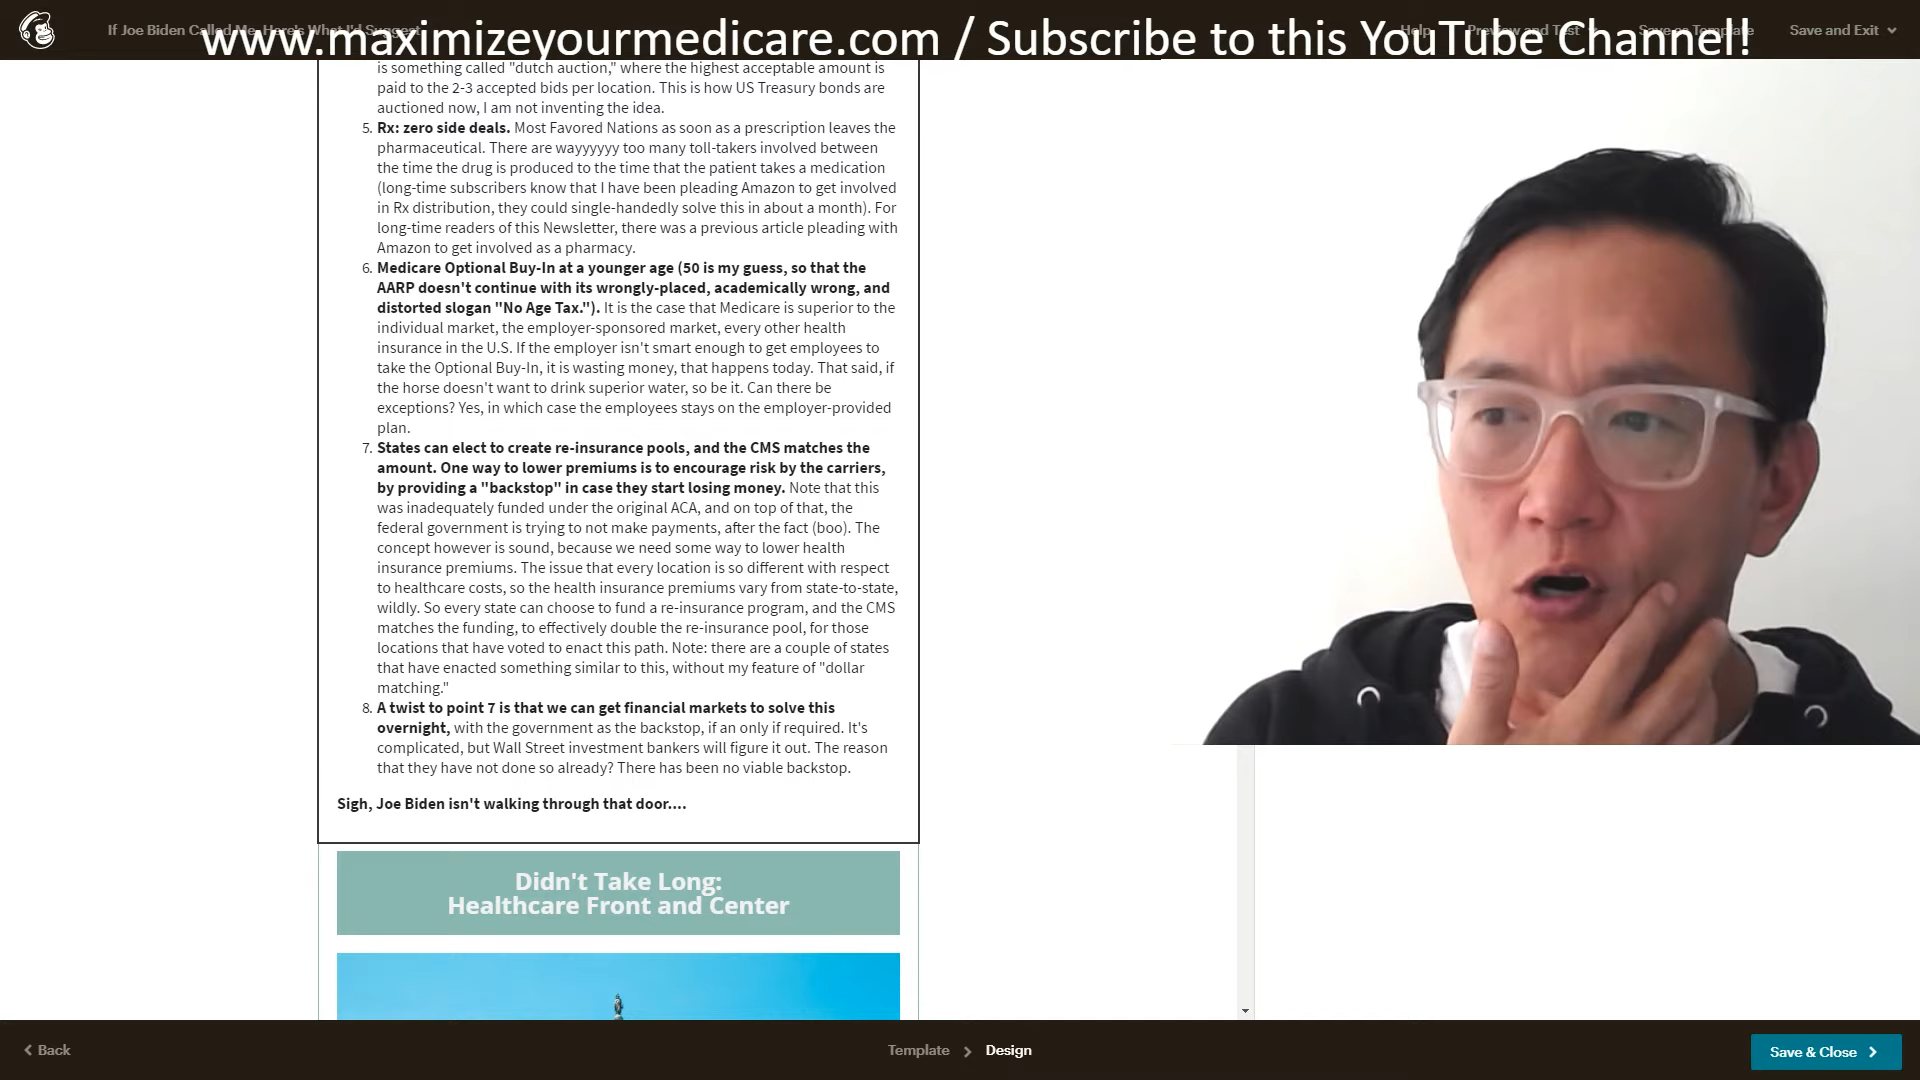 If Joe Biden Called Me, Here's What I'd Suggest
www.maximizeyourmedicare.com / Subscribe to this YouTube Channel!
Help
Preview and Test
Save as Template
Save and Exit
is something called "dutch auction," where the highest acceptable amount is
paid to the 2-3 accepted bids per location. This is how US Treasury bonds are
auctioned now, I am not inventing the idea.
5. Rx: zero side deals. Most Favored Nations as soon as a prescription leaves the
pharmaceutical. There are wayyyyyy too many toll-takers involved between
the time the drug is produced to the time that the patient takes a medication
(long-time subscribers know that I have been pleading Amazon to get involved
in Rx distribution, they could single-handedly solve this in about a month). For
long-time readers of this Newsletter, there was a previous article pleading with
Amazon to get involved as a pharmacy.
6. Medicare Optional Buy-In at a younger age (50 is my guess, so that the
AARP doesn't continue with its wrongly-placed, academically wrong, and
distorted slogan "No Age Tax."). It is the case that Medicare is superior to the
individual market, the employer-sponsored market, every other health
insurance in the U.S. If the employer isn't smart enough to get employees to
take the Optional Buy-In, it is wasting money, that happens today. That said, if
the horse doesn't want to drink superior water, so be it. Can there be
exceptions? Yes, in which case the employees stays on the employer-provided
plan.
7. States can elect to create re-insurance pools, and the CMS matches the
amount. One way to lower premiums is to encourage risk by the carriers,
by providing a "backstop" in case they start losing money. Note that this
was inadequately funded under the original ACA, and on top of that, the
federal government is trying to not make payments, after the fact (boo). The
concept however is sound, because we need some way to lower health
insurance premiums. The issue that every location is so different with respect
to healthcare costs, so the health insurance premiums vary from state-to-state,
wildly. So every state can choose to fund a re-insurance program, and the CMS
matches the funding, to effectively double the re-insurance pool, for those
locations that have voted to enact this path. Note: there are a couple of states
that have enacted something similar to this, without my feature of "dollar
matching."
8. A twist to point 7 is that we can get financial markets to solve this
overnight, with the government as the backstop, if an only if required. It's
complicated, but Wall Street investment bankers will figure it out. The reason
that they have not done so already? There has been no viable backstop.
Sigh, Joe Biden isn't walking through that door....
Didn't Take Long:
Healthcare Front and Center
Back
Template
Design
Save & Close